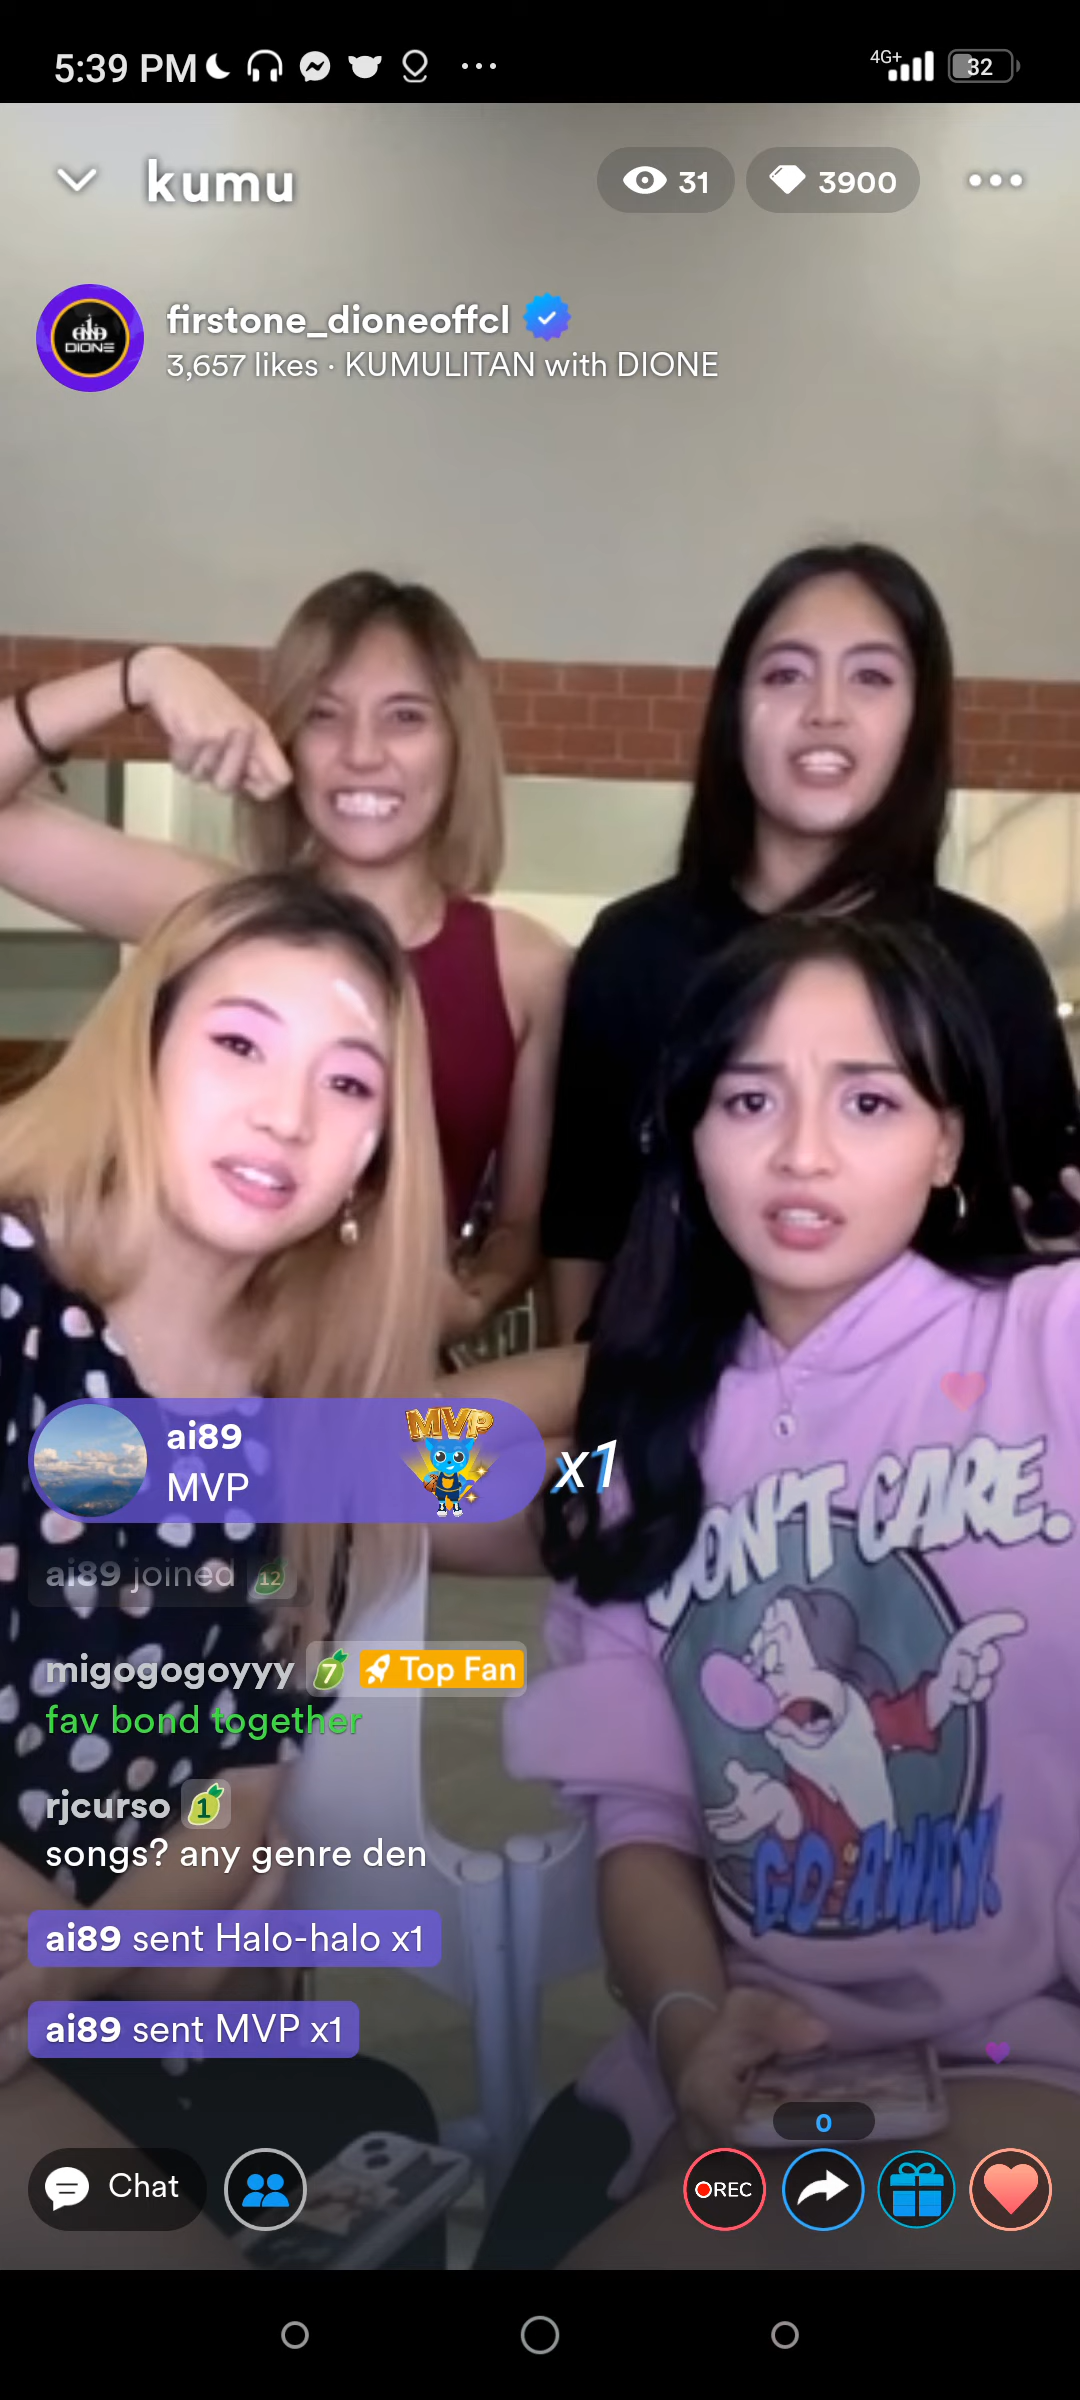 5:39 PM
4G+
32
kumu
31
3900
DIONE
firstone_dioneoffcl
3,657 likes · KUMULITAN with DIONE
ai89
MVP
MVP
x1
DON'T CARE.
GO AWAY!
ai89 joined 12
migogogoyyy 7 Top Fan
fav bond together
rjcurso 1
songs? any genre den
ai89 sent Halo-halo x1
ai89 sent MVP x1
0
Chat
REC